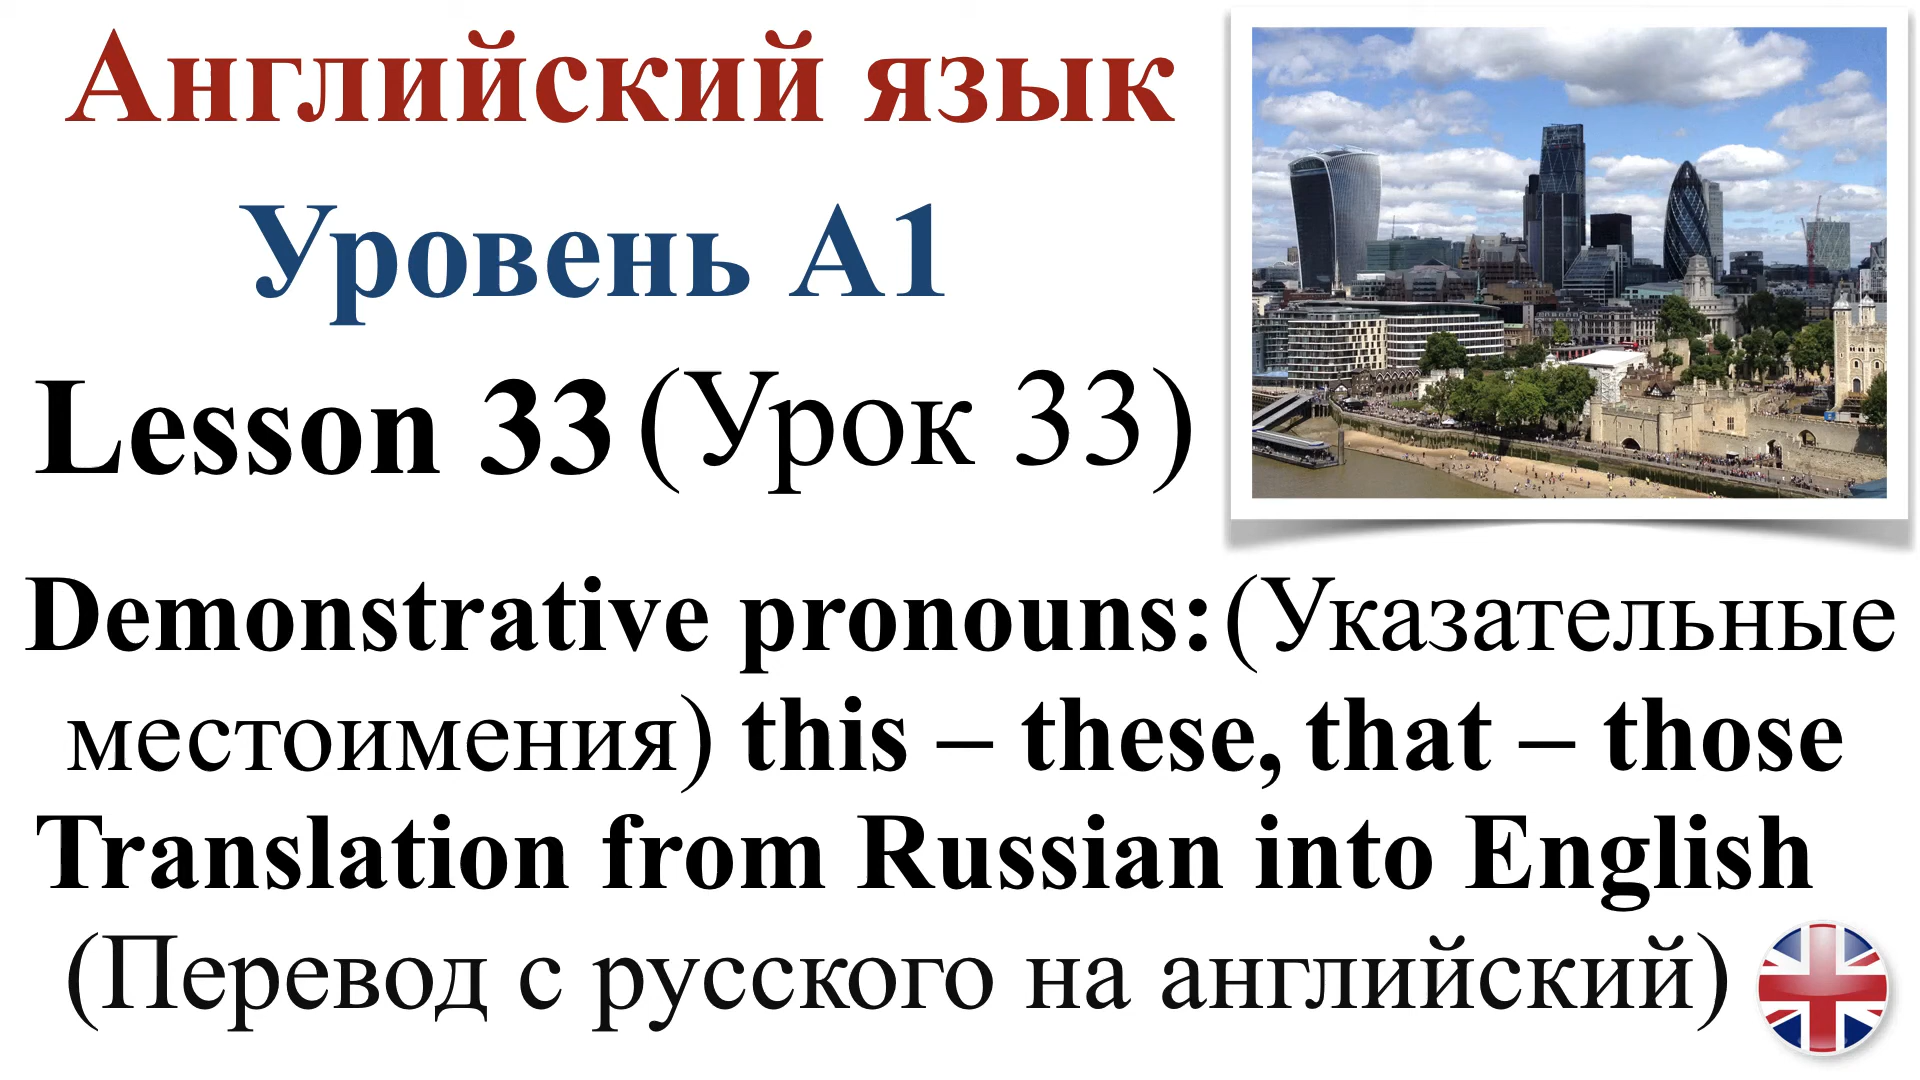 Английский язык
Уровень А1
Lesson 33 (Урок 33)
Demonstrative pronouns: (Указательные
местоимения) this – these, that – those
Translation from Russian into English
(Перевод с русского на английский)